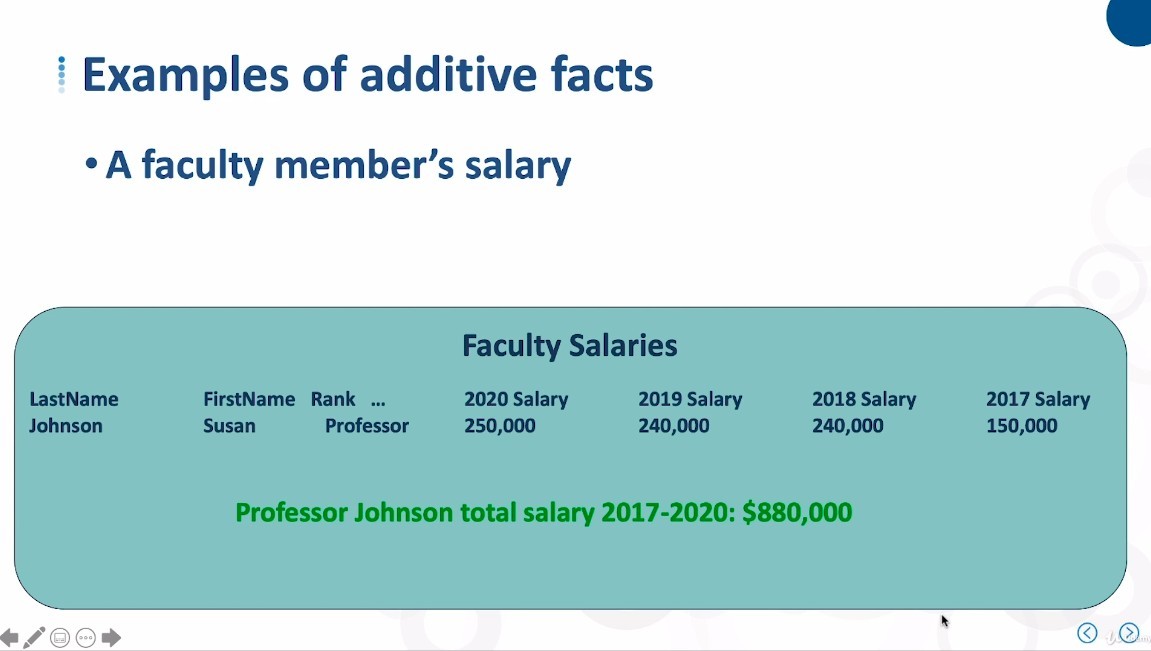 Examples of additive facts
• A faculty member’s salary
Faculty Salaries
LastName FirstName Rank ... 2020 Salary 2019 Salary 2018 Salary 2017 Salary
Johnson Susan Professor 250,000 240,000 240,000 150,000
Professor Johnson total salary 2017-2020: $880,000